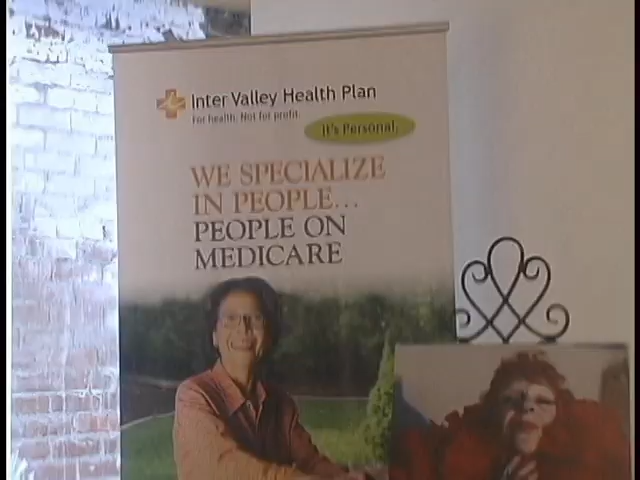 Inter Valley Health Plan
For health. Not for profit.
It's Personal.
WE SPECIALIZE
IN PEOPLE...
PEOPLE ON
MEDICARE